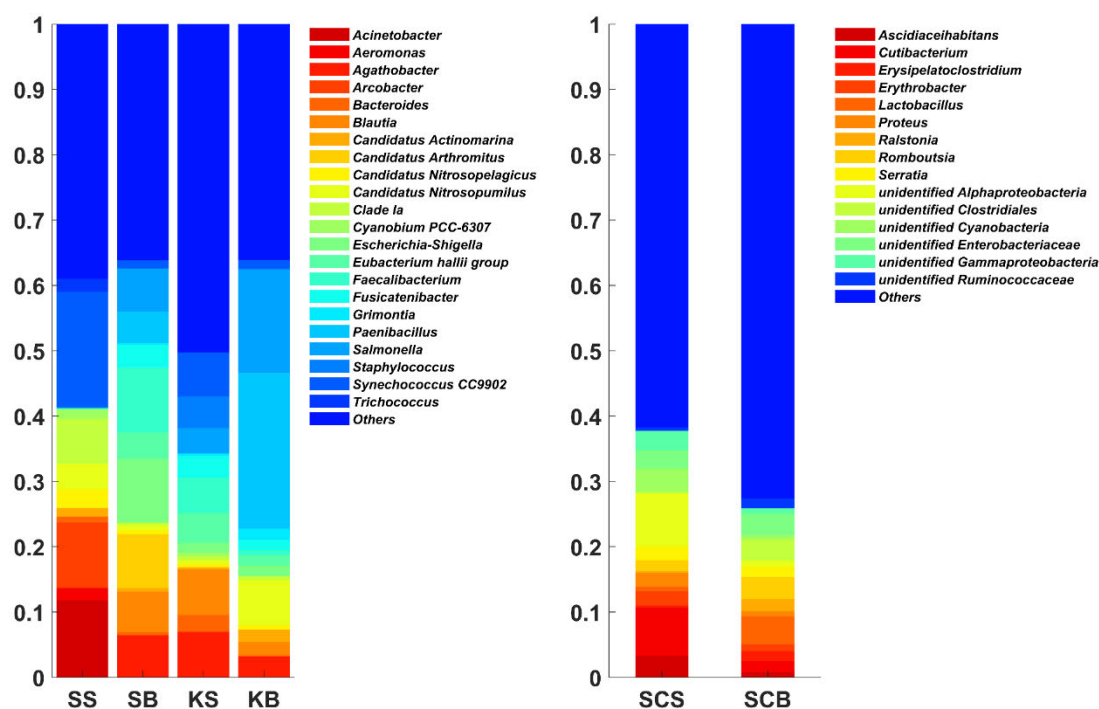 1
0.9
0.8
0.7
0.6
0.5
0.4
0.3
0.2
0.1
0
SS SB KS KB
Acinetobacter
Aeromonas
Agathobacter
Arcobacter
Bacteroides
Blautia
Candidatus Actinomarina
Candidatus Arthromitus
Candidatus Nitrosopelagicus
Candidatus Nitrosopumilus
Clade Ia
Cyanobium PCC-6307
Escherichia-Shigella
Eubacterium hallii group
Faecalibacterium
Fusicatenibacter
Grimontia
Paenibacillus
Salmonella
Staphylococcus
Synechococcus CC9902
Trichococcus
Others
1
0.9
0.8
0.7
0.6
0.5
0.4
0.3
0.2
0.1
0
SCS SCB
Ascidiaceihabitans
Cutibacterium
Erysipelatoclostridium
Erythrobacter
Lactobacillus
Proteus
Ralstonia
Romboutsia
Serratia
unidentified Alphaproteobacteria
unidentified Clostridiales
unidentified Cyanobacteria
unidentified Enterobacteriaceae
unidentified Gammaproteobacteria
unidentified Ruminococcaceae
Others